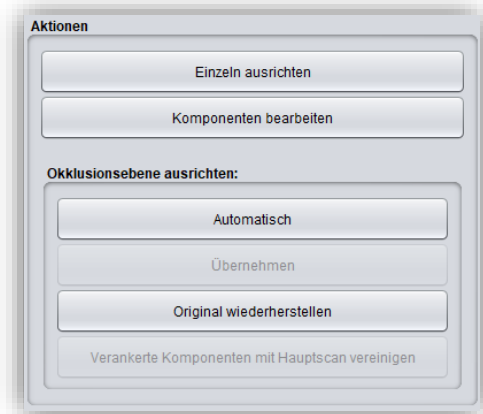 Aktionen
Einzeln ausrichten
Komponenten bearbeiten
Okklusionsebene ausrichten:
Automatisch
Übernehmen
Original wiederherstellen
Verankerte Komponenten mit Hauptscan vereinigen